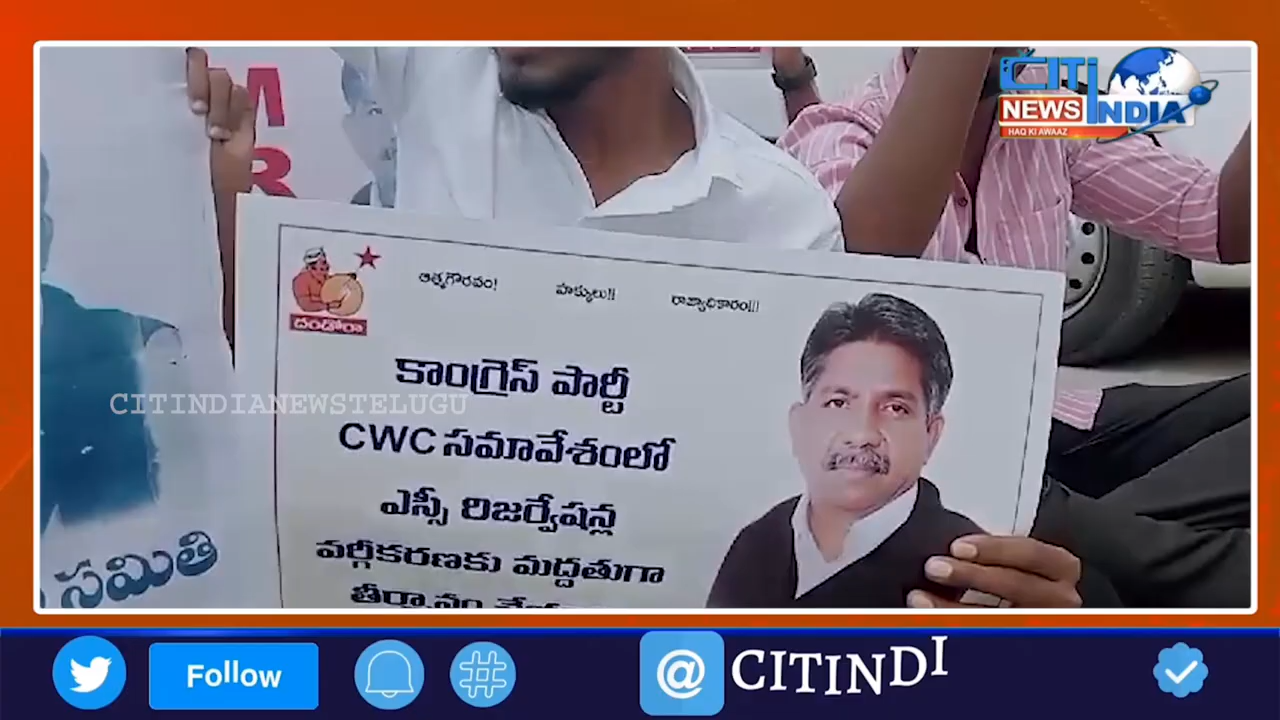 CITI
NEWS INDIA
HAQ KI AWAAZ
M
R
ఆత్మగౌరవం! హక్కులు!! రాజ్యాధికారం!!!
దండోరా
కాంగ్రెస్ పార్టీ
CITINDIANEWSTELUGU
CWC సమావేశంలో
ఎస్సీ రిజర్వేషన్ల
వర్గీకరణకు మద్దతుగా
తీర్మానం
సమితి
Follow
@ CITINDI